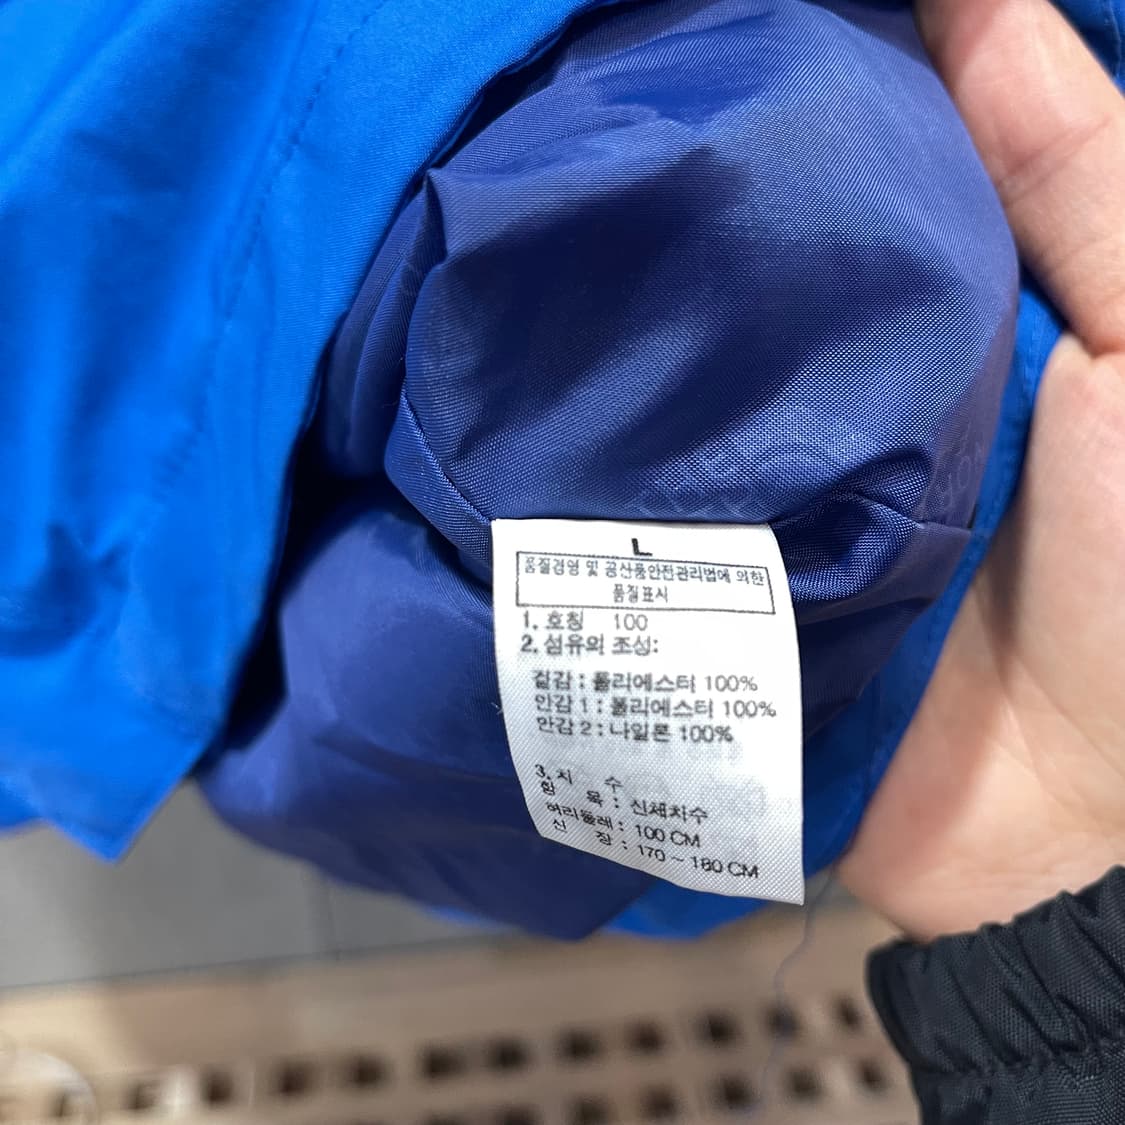 L
품질경영 및 공산품안전관리법에 의한
품질표시
1. 호칭 100
2. 섬유의 조성:
겉감 : 폴리에스터 100%
안감 1 : 폴리에스터 100%
안감 2 : 나일론 100%
3. 치 수
항 목 : 신체치수
허리둘레 : 100 CM
신 장 : 170 ~ 180 CM